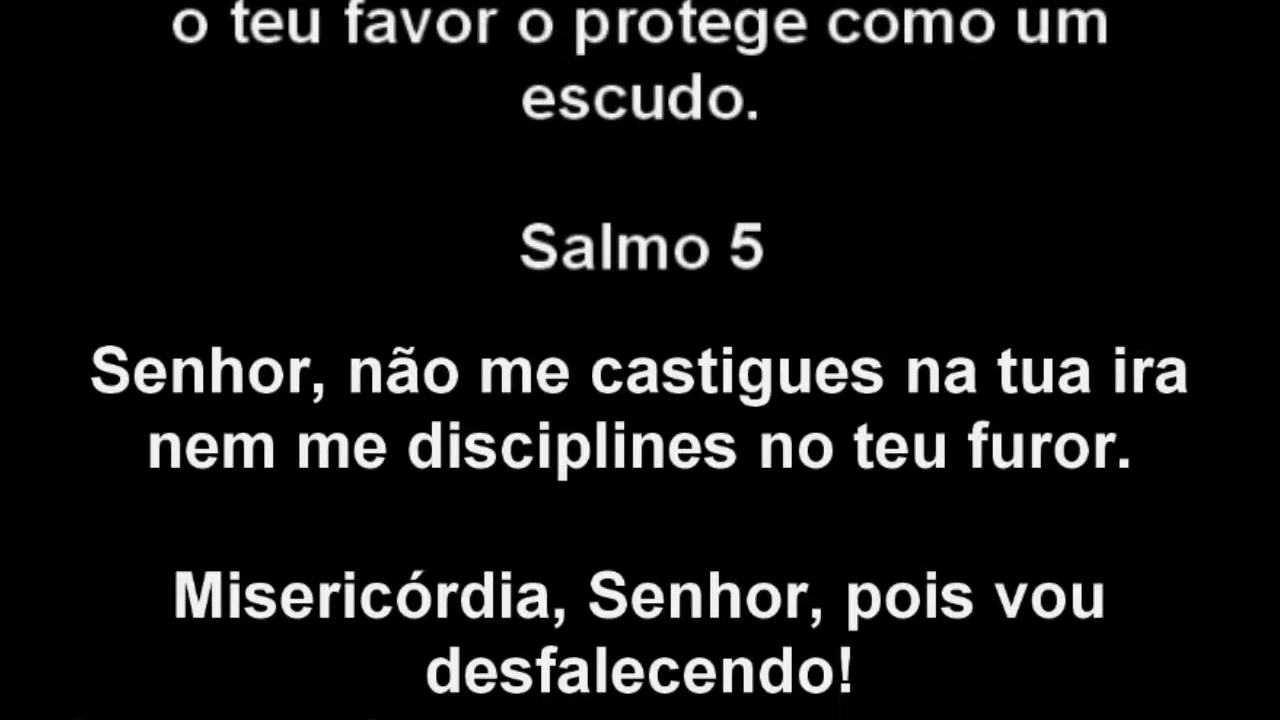 o teu favor o protege como um
escudo.
Salmo 5
Senhor, não me castigues na tua ira
nem me disciplines no teu furor.
Misericórdia, Senhor, pois vou
desfalecendo!